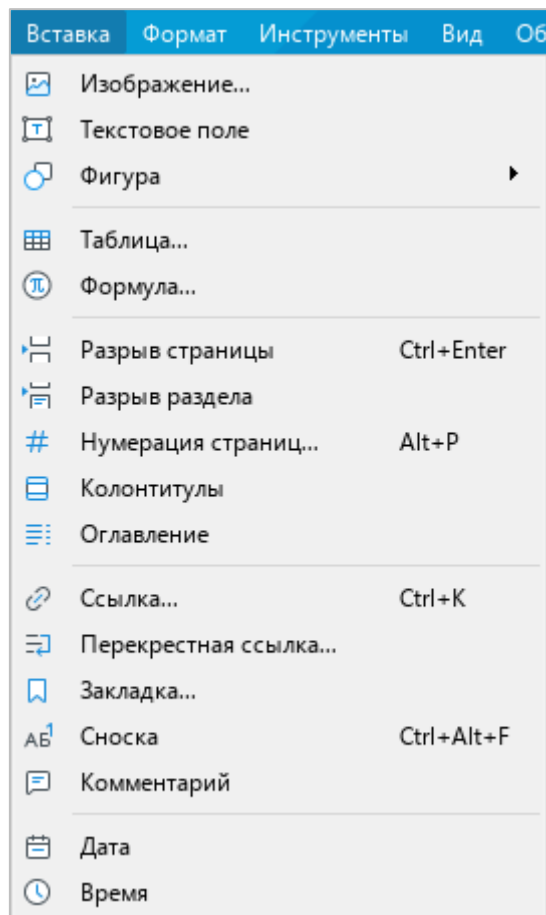 Вставка Формат Инструменты Вид Об
Изображение...
Текстовое поле
Фигура
Таблица...
Формула...
Разрыв страницы Ctrl+Enter
Разрыв раздела
Нумерация страниц... Alt+P
Колонтитулы
Оглавление
Ссылка... Ctrl+K
Перекрестная ссылка...
Закладка...
Сноска Ctrl+Alt+F
Комментарий
Дата
Время